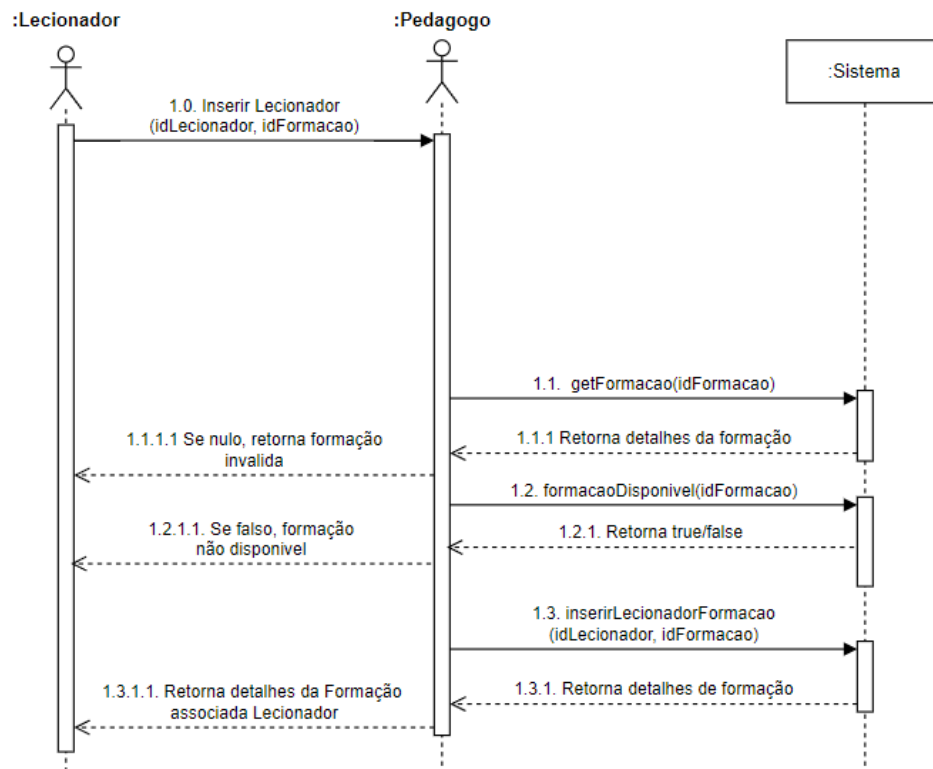 :Lecionador
:Pedagogo
:Sistema
1.0. Inserir Lecionador
(idLecionador, idFormacao)
1.1. getFormacao(idFormacao)
1.1.1 Retorna detalhes da formação
1.1.1.1 Se nulo, retorna formação
invalida
1.2. formacaoDisponivel(idFormacao)
1.2.1. Retorna true/false
1.2.1.1. Se falso, formação
não disponivel
1.3. inserirLecionadorFormacao
(idLecionador, idFormacao)
1.3.1. Retorna detalhes de formação
1.3.1.1. Retorna detalhes da Formação
associada Lecionador